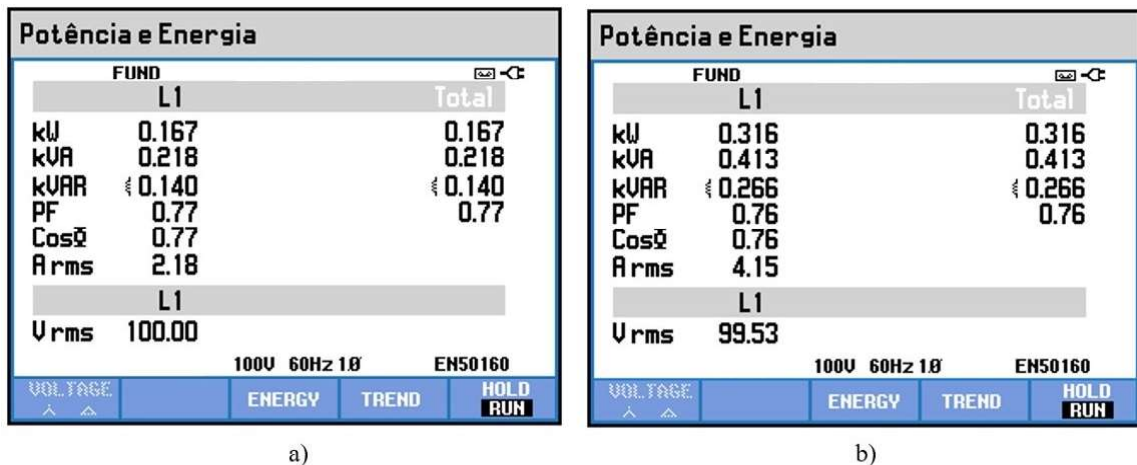 Potência e Energia
FUND
L1 Total
kW 0.167 0.167
kVA 0.218 0.218
kVAR 0.140 0.140
PF 0.77 0.77
CosΦ 0.77
A rms 2.18
L1
V rms 100.00
100V 60Hz 1Ø EN50160
VOLTAGE ENERGY TREND HOLD
RUN
a)
Potência e Energia
FUND
L1 Total
kW 0.316 0.316
kVA 0.413 0.413
kVAR 0.266 0.266
PF 0.76 0.76
CosΦ 0.76
A rms 4.15
L1
V rms 99.53
100V 60Hz 1Ø EN50160
VOLTAGE ENERGY TREND HOLD
RUN
b)